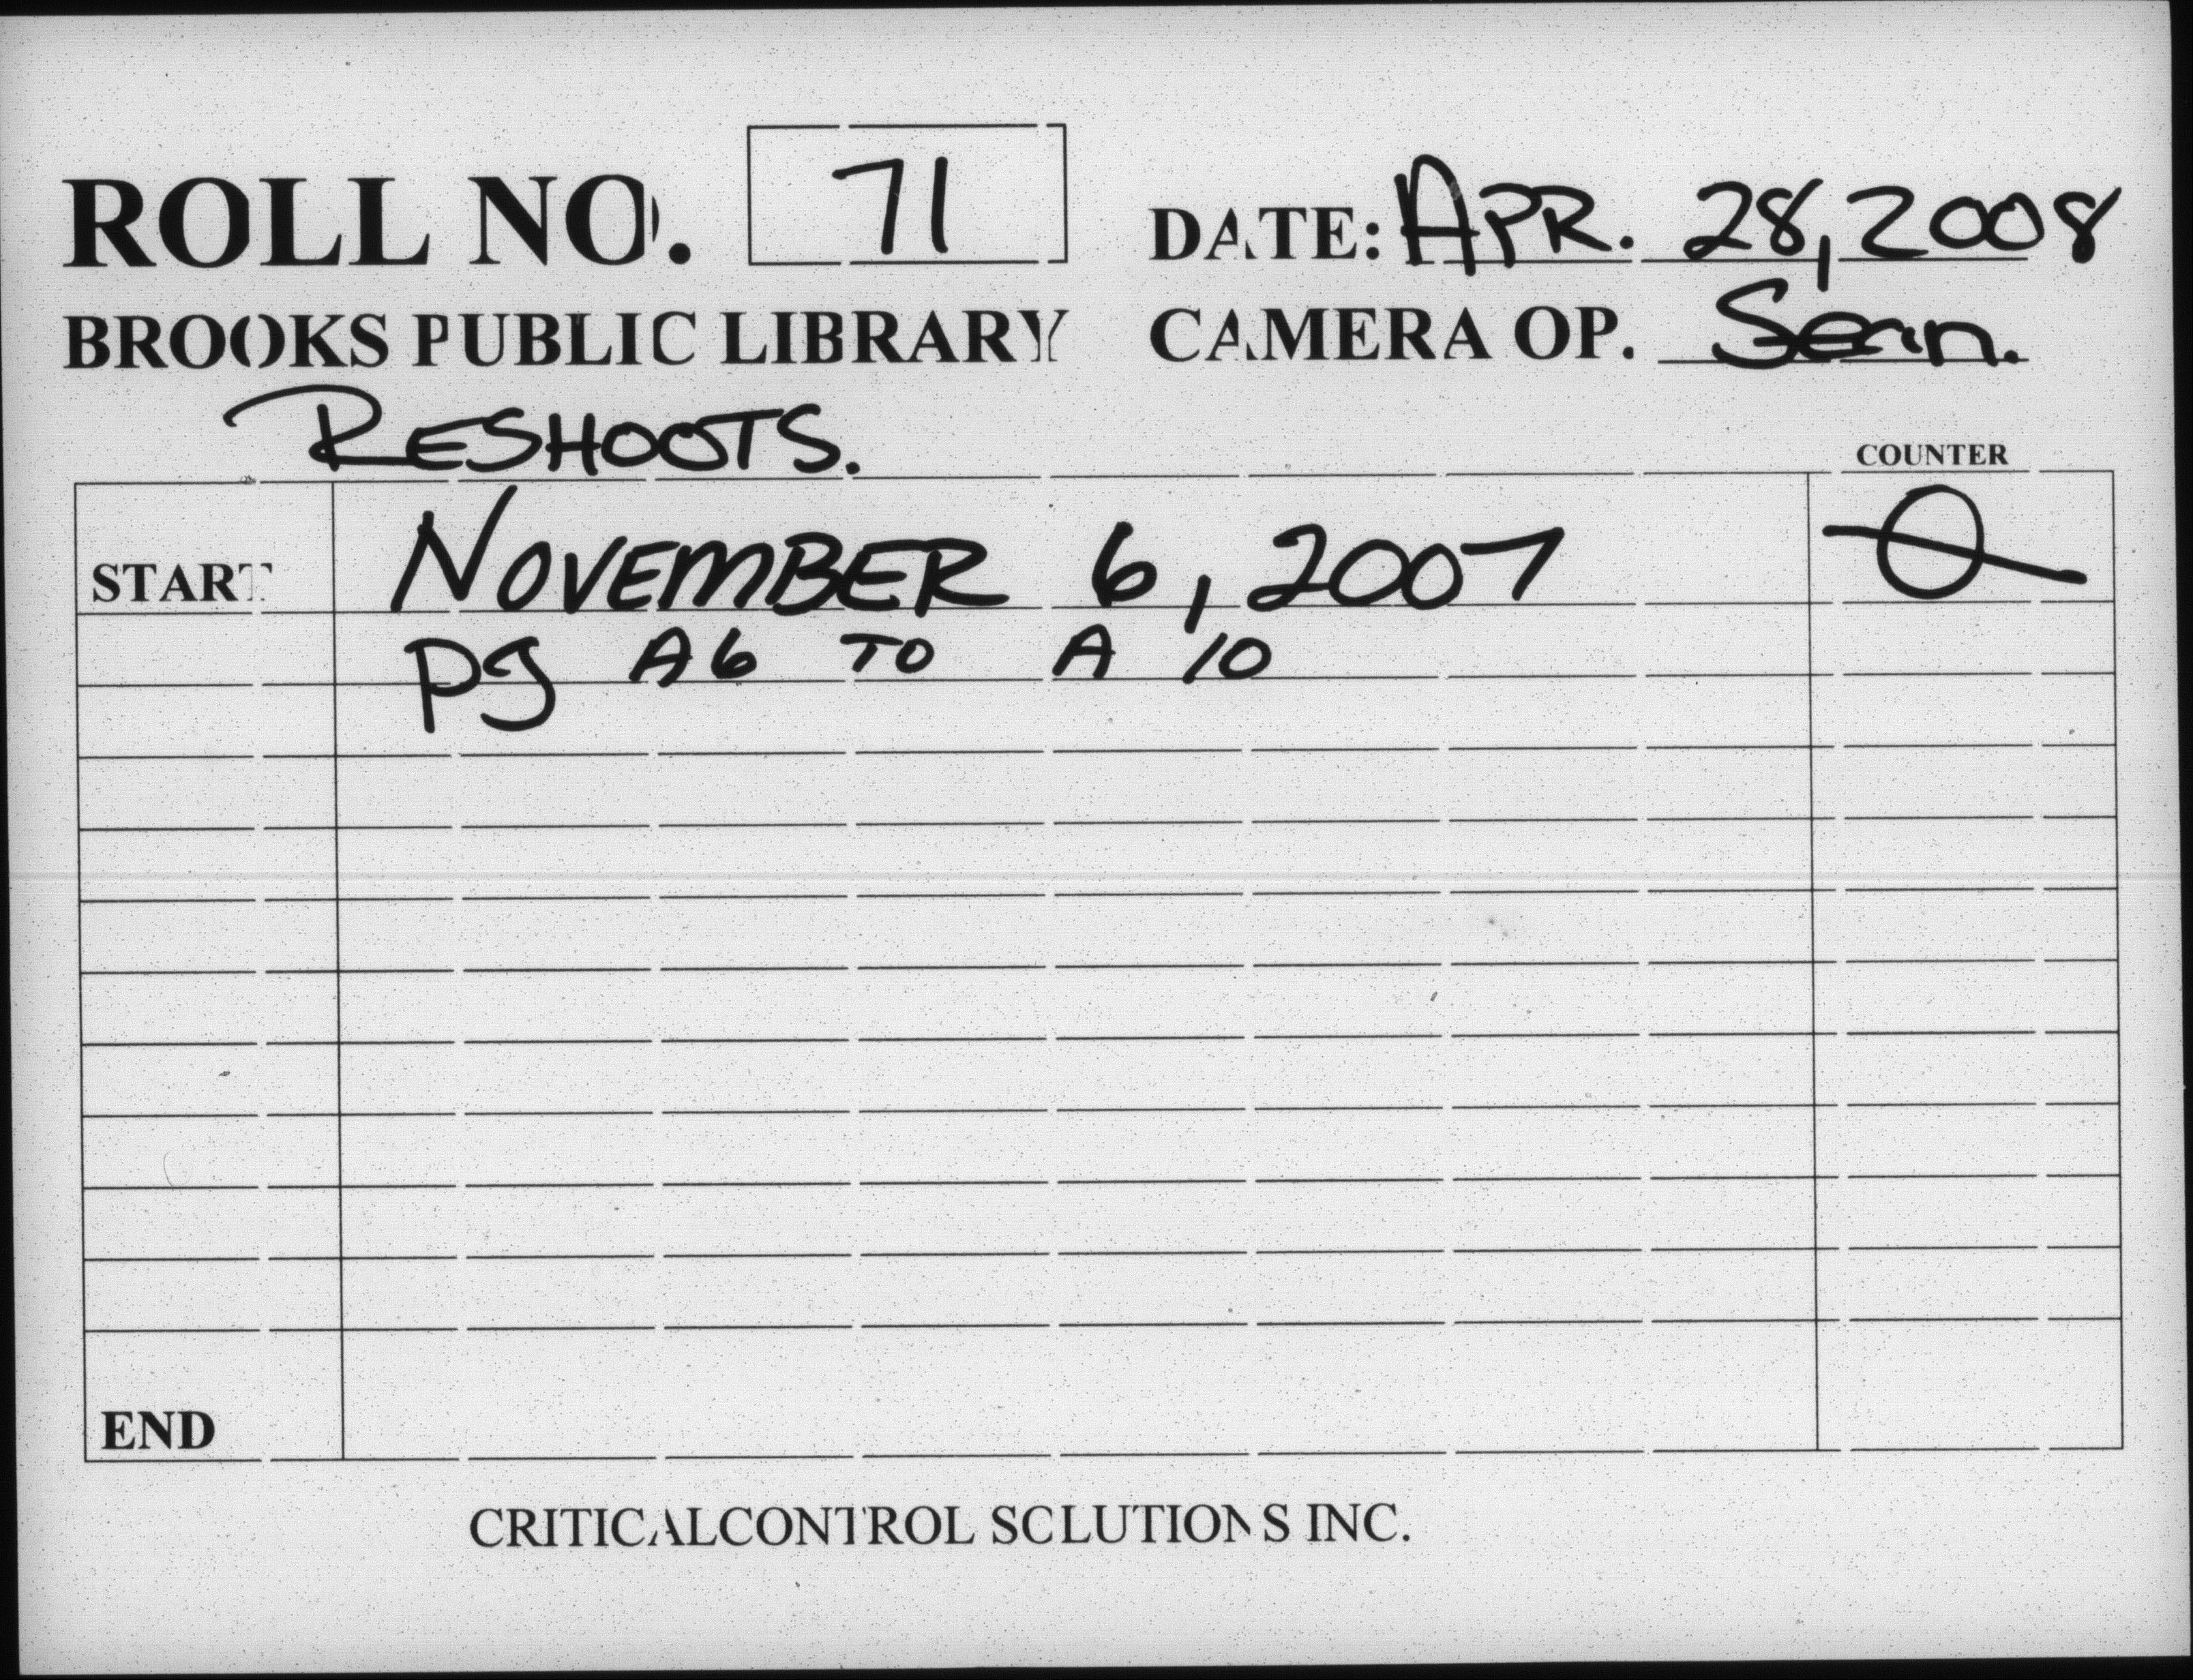 ROLL NO. 71
DATE: APR. 28, 2008
BROOKS PUBLIC LIBRARY
CAMERA OP. Sean.
RESHOOTS.
COUNTER
START NOVEMBER 6, 2007 0
pg A6 TO A 10
END
CRITICALCONTROL SOLUTIONS INC.